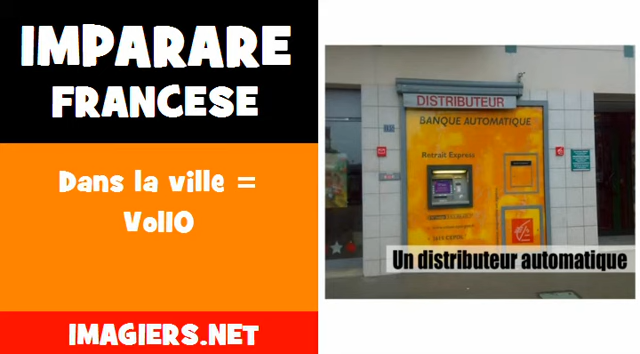 IMPARARE
FRANCESE
Dans la ville =
Vol10
IMAGIERS.NET
DISTRIBUTEUR
BANQUE AUTOMATIQUE
Retrait Express
Un distributeur automatique